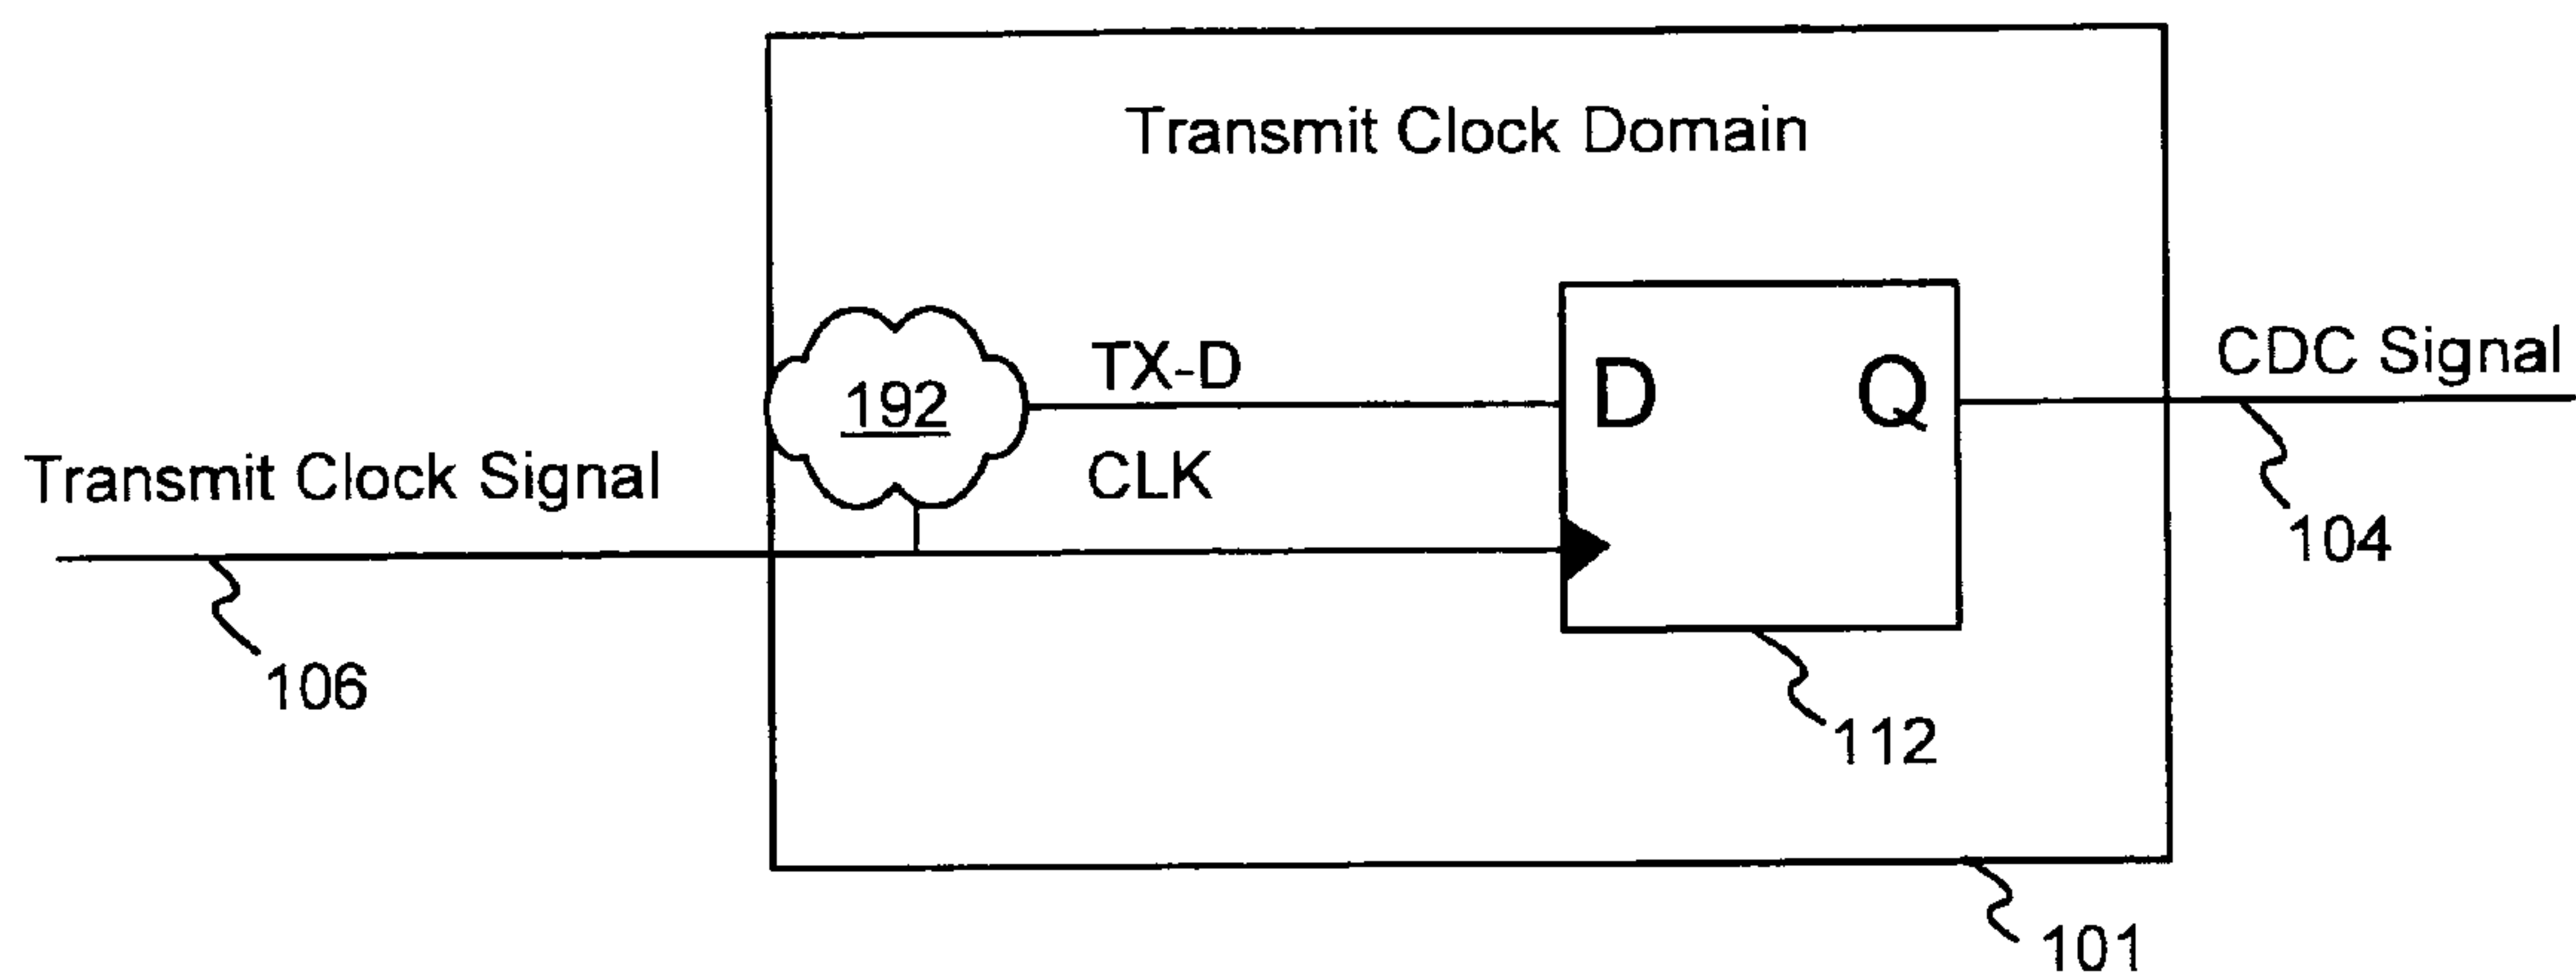 Transmit Clock Domain
CDC Signal
TX-D
D
Q
192
CLK
Transmit Clock Signal
104
106
112
101